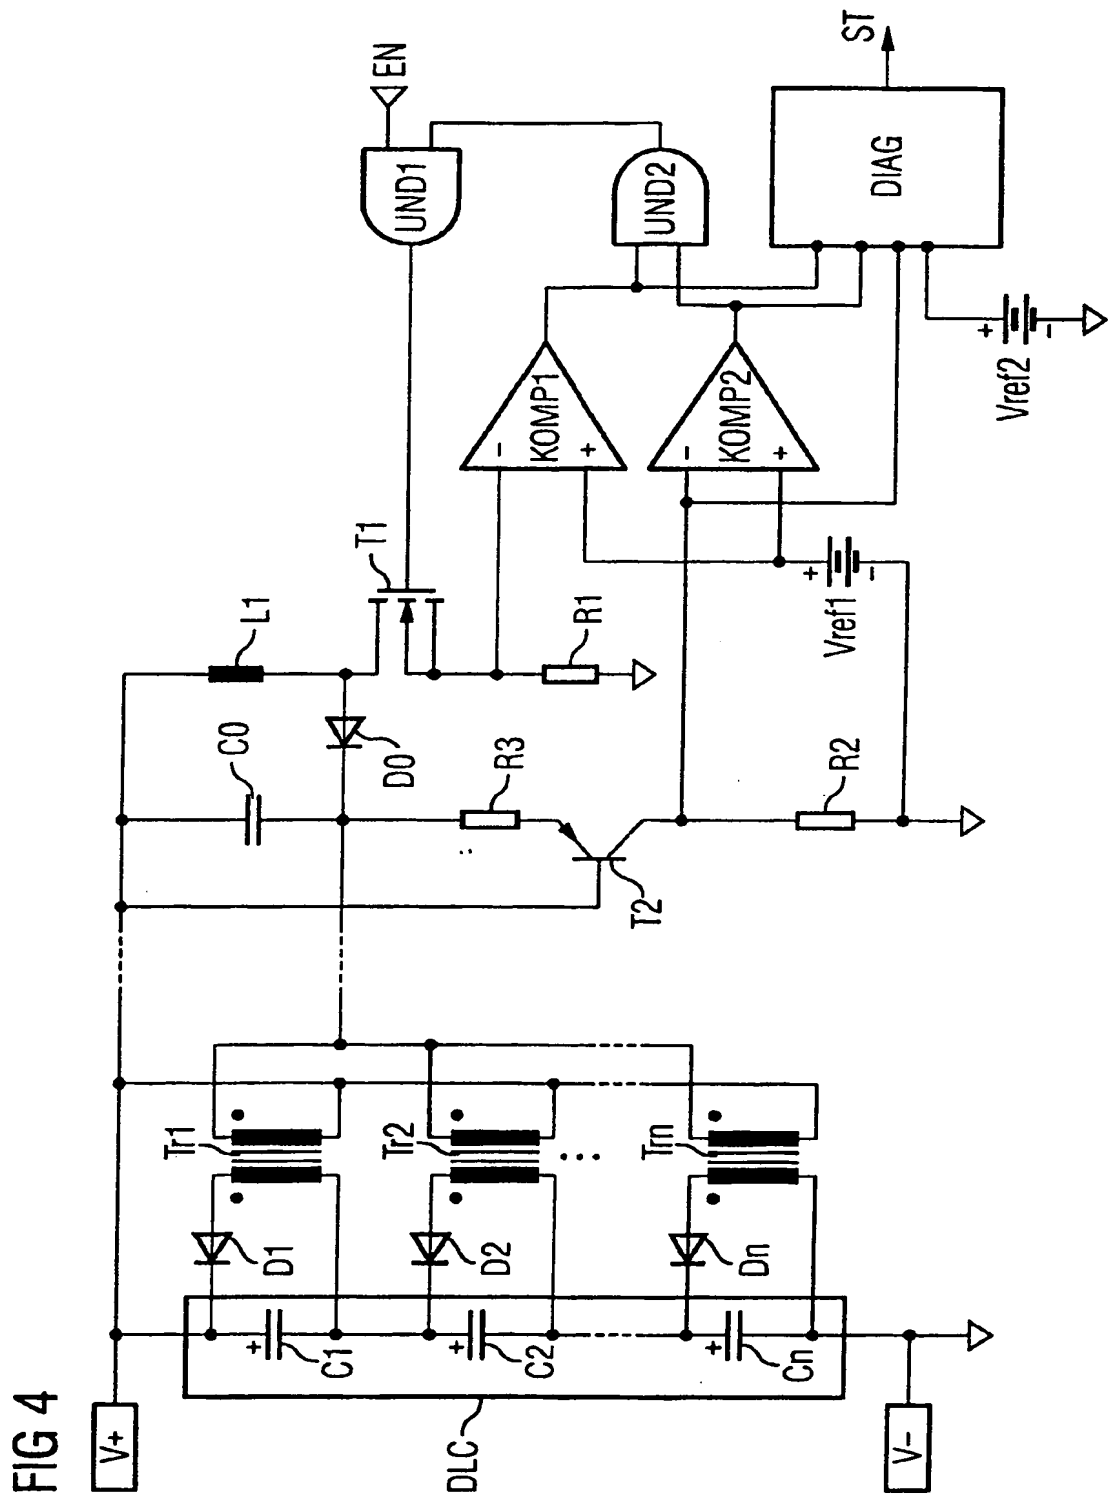 FIG 4
V+
DLC
V-
C1
C2
Cn
D1
D2
Dn
Tr1
Tr2
Trn
+
+
+
C0
L1
D0
R3
T2
R2
T1
R1
Vref1
+
-
KOMP1
-
+
KOMP2
-
+
UND1
EN
UND2
DIAG
ST
Vref2
+
-